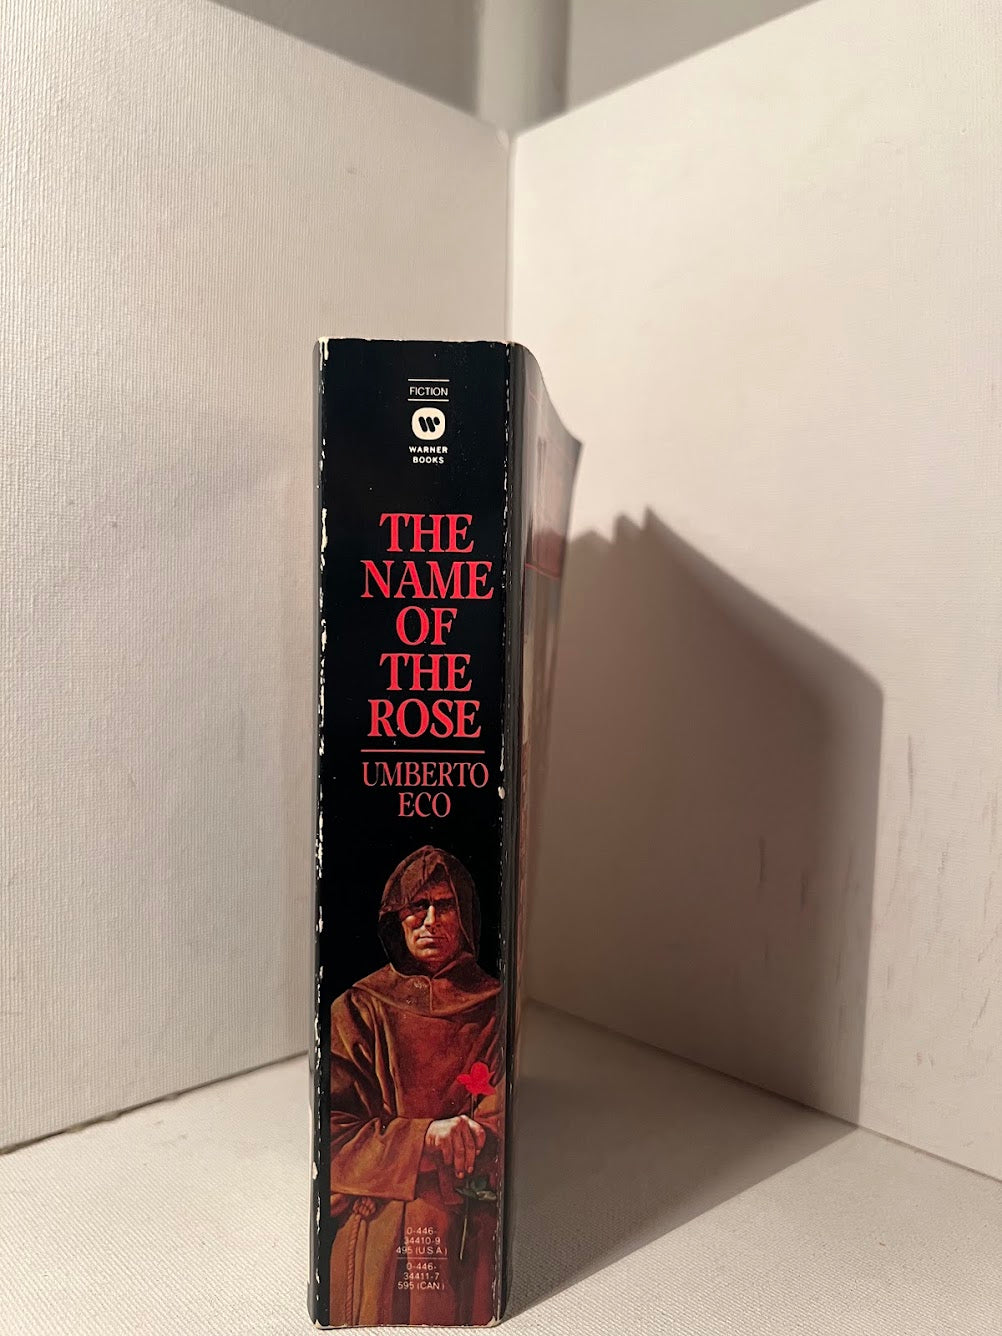 FICTION
WARNER
BOOKS
THE
NAME
OF
THE
ROSE
UMBERTO
ECO
0-446-
34410-9
495 (U.S.A.)
0-446-
34411-7
595 (CAN.)